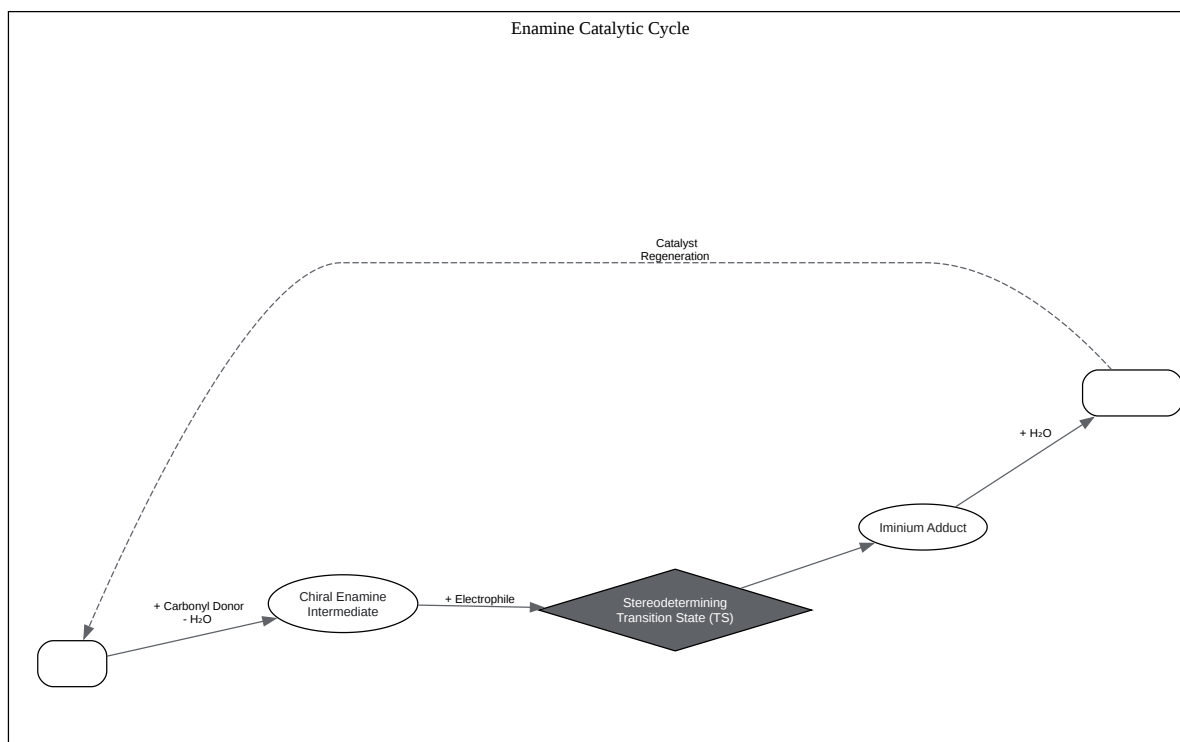 Enamine Catalytic Cycle
Catalyst
Regeneration
+ H₂O
Iminium Adduct
Chiral Enamine
Intermediate
+ Electrophile
Stereodetermining
Transition State (TS)
+ Carbonyl Donor
- H₂O